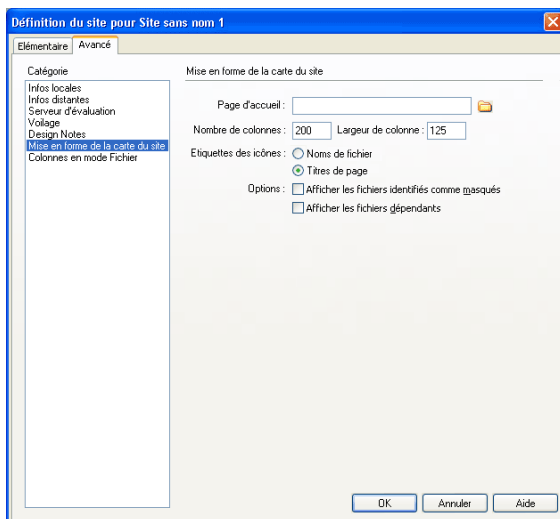 Définition du site pour Site sans nom 1
Elémentaire Avancé
Catégorie
Infos locales
Infos distantes
Serveur d'évaluation
Voilage
Design Notes
Mise en forme de la carte du site
Colonnes en mode Fichier
Mise en forme de la carte du site
Page d'accueil :
Nombre de colonnes : 200 Largeur de colonne : 125
Etiquettes des icônes : Noms de fichier
Titres de page
Options : Afficher les fichiers identifiés comme masqués
Afficher les fichiers dépendants
OK Annuler Aide